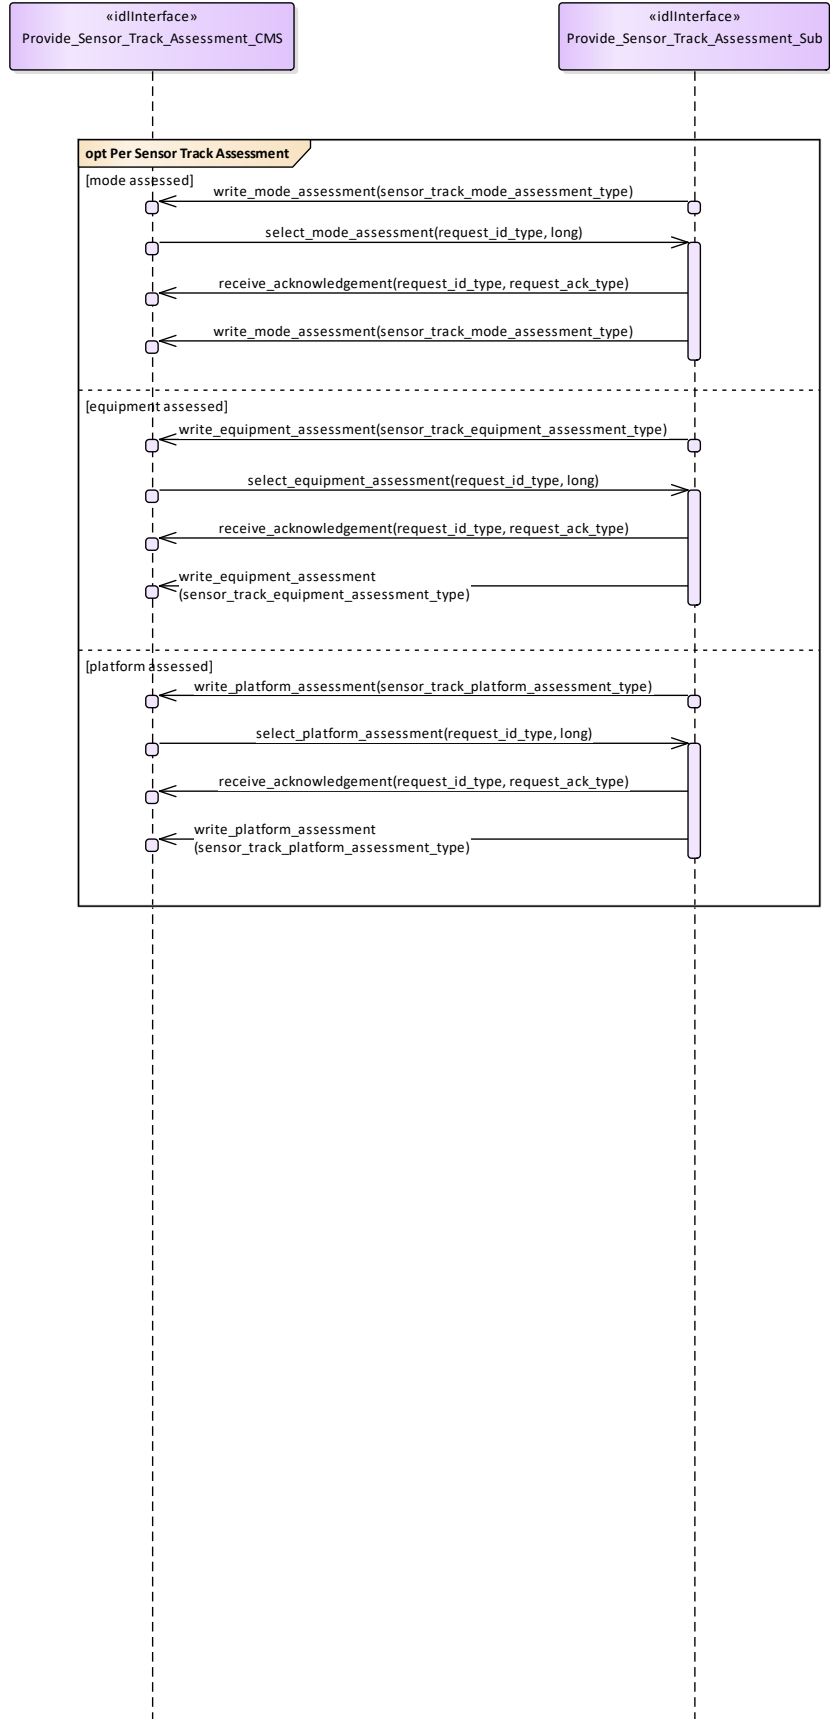 «idlInterface»
Provide_Sensor_Track_Assessment_CMS
«idlInterface»
Provide_Sensor_Track_Assessment_Sub
opt Per Sensor Track Assessment
[mode assessed]
write_mode_assessment(sensor_track_mode_assessment_type)
select_mode_assessment(request_id_type, long)
receive_acknowledgement(request_id_type, request_ack_type)
write_mode_assessment(sensor_track_mode_assessment_type)
[equipment assessed]
write_equipment_assessment(sensor_track_equipment_assessment_type)
select_equipment_assessment(request_id_type, long)
receive_acknowledgement(request_id_type, request_ack_type)
write_equipment_assessment
(sensor_track_equipment_assessment_type)
[platform assessed]
write_platform_assessment(sensor_track_platform_assessment_type)
select_platform_assessment(request_id_type, long)
receive_acknowledgement(request_id_type, request_ack_type)
write_platform_assessment
(sensor_track_platform_assessment_type)